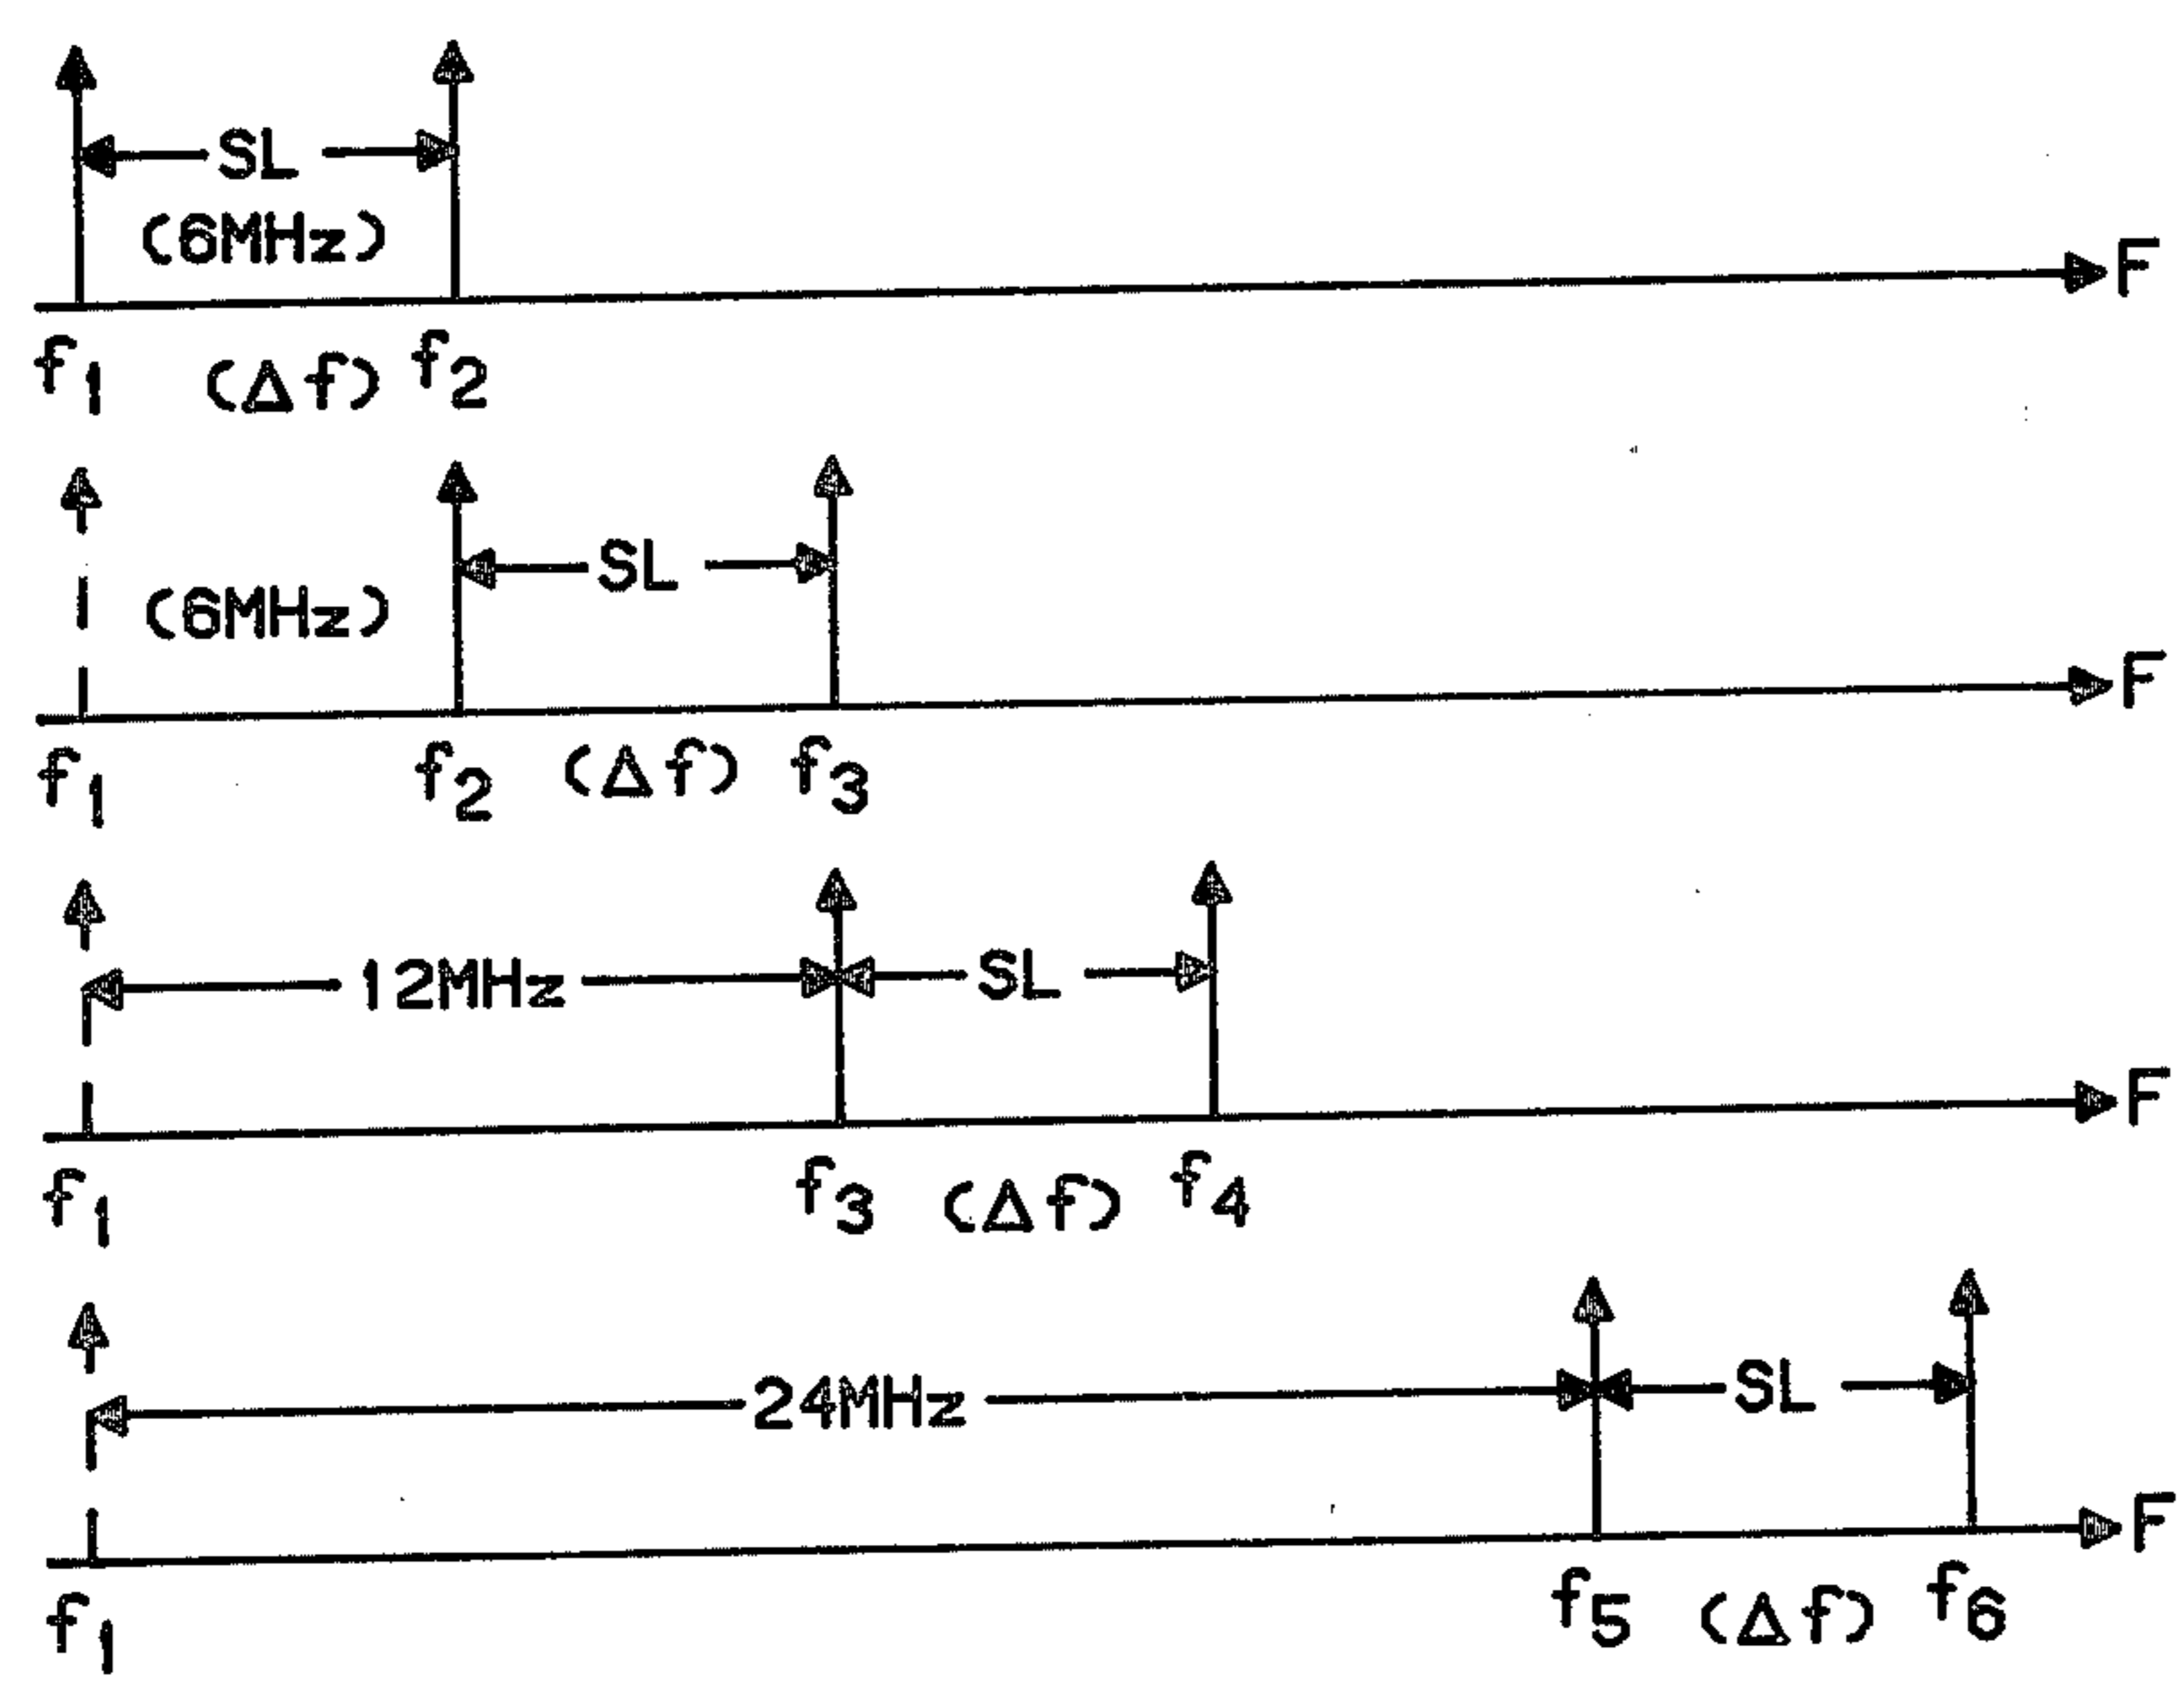 SL
(6MHz)
F
f1 (Δf) f2
SL
(6MHz)
F
f1 f2 (Δf) f3
12MHz SL
F
f1 f3 (Δf) f4
24MHz SL
F
f1 f5 (Δf) f6